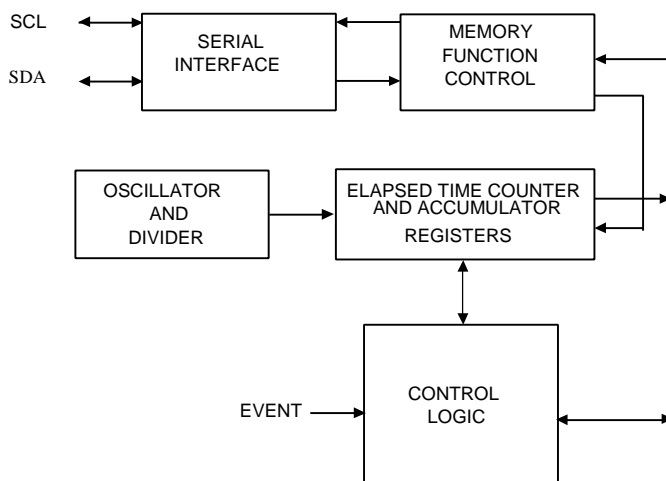 SCL
SDA
SERIAL
INTERFACE
MEMORY
FUNCTION
CONTROL
OSCILLATOR
AND
DIVIDER
ELAPSED TIME COUNTER
AND ACCUMULATOR
REGISTERS
EVENT
CONTROL
LOGIC